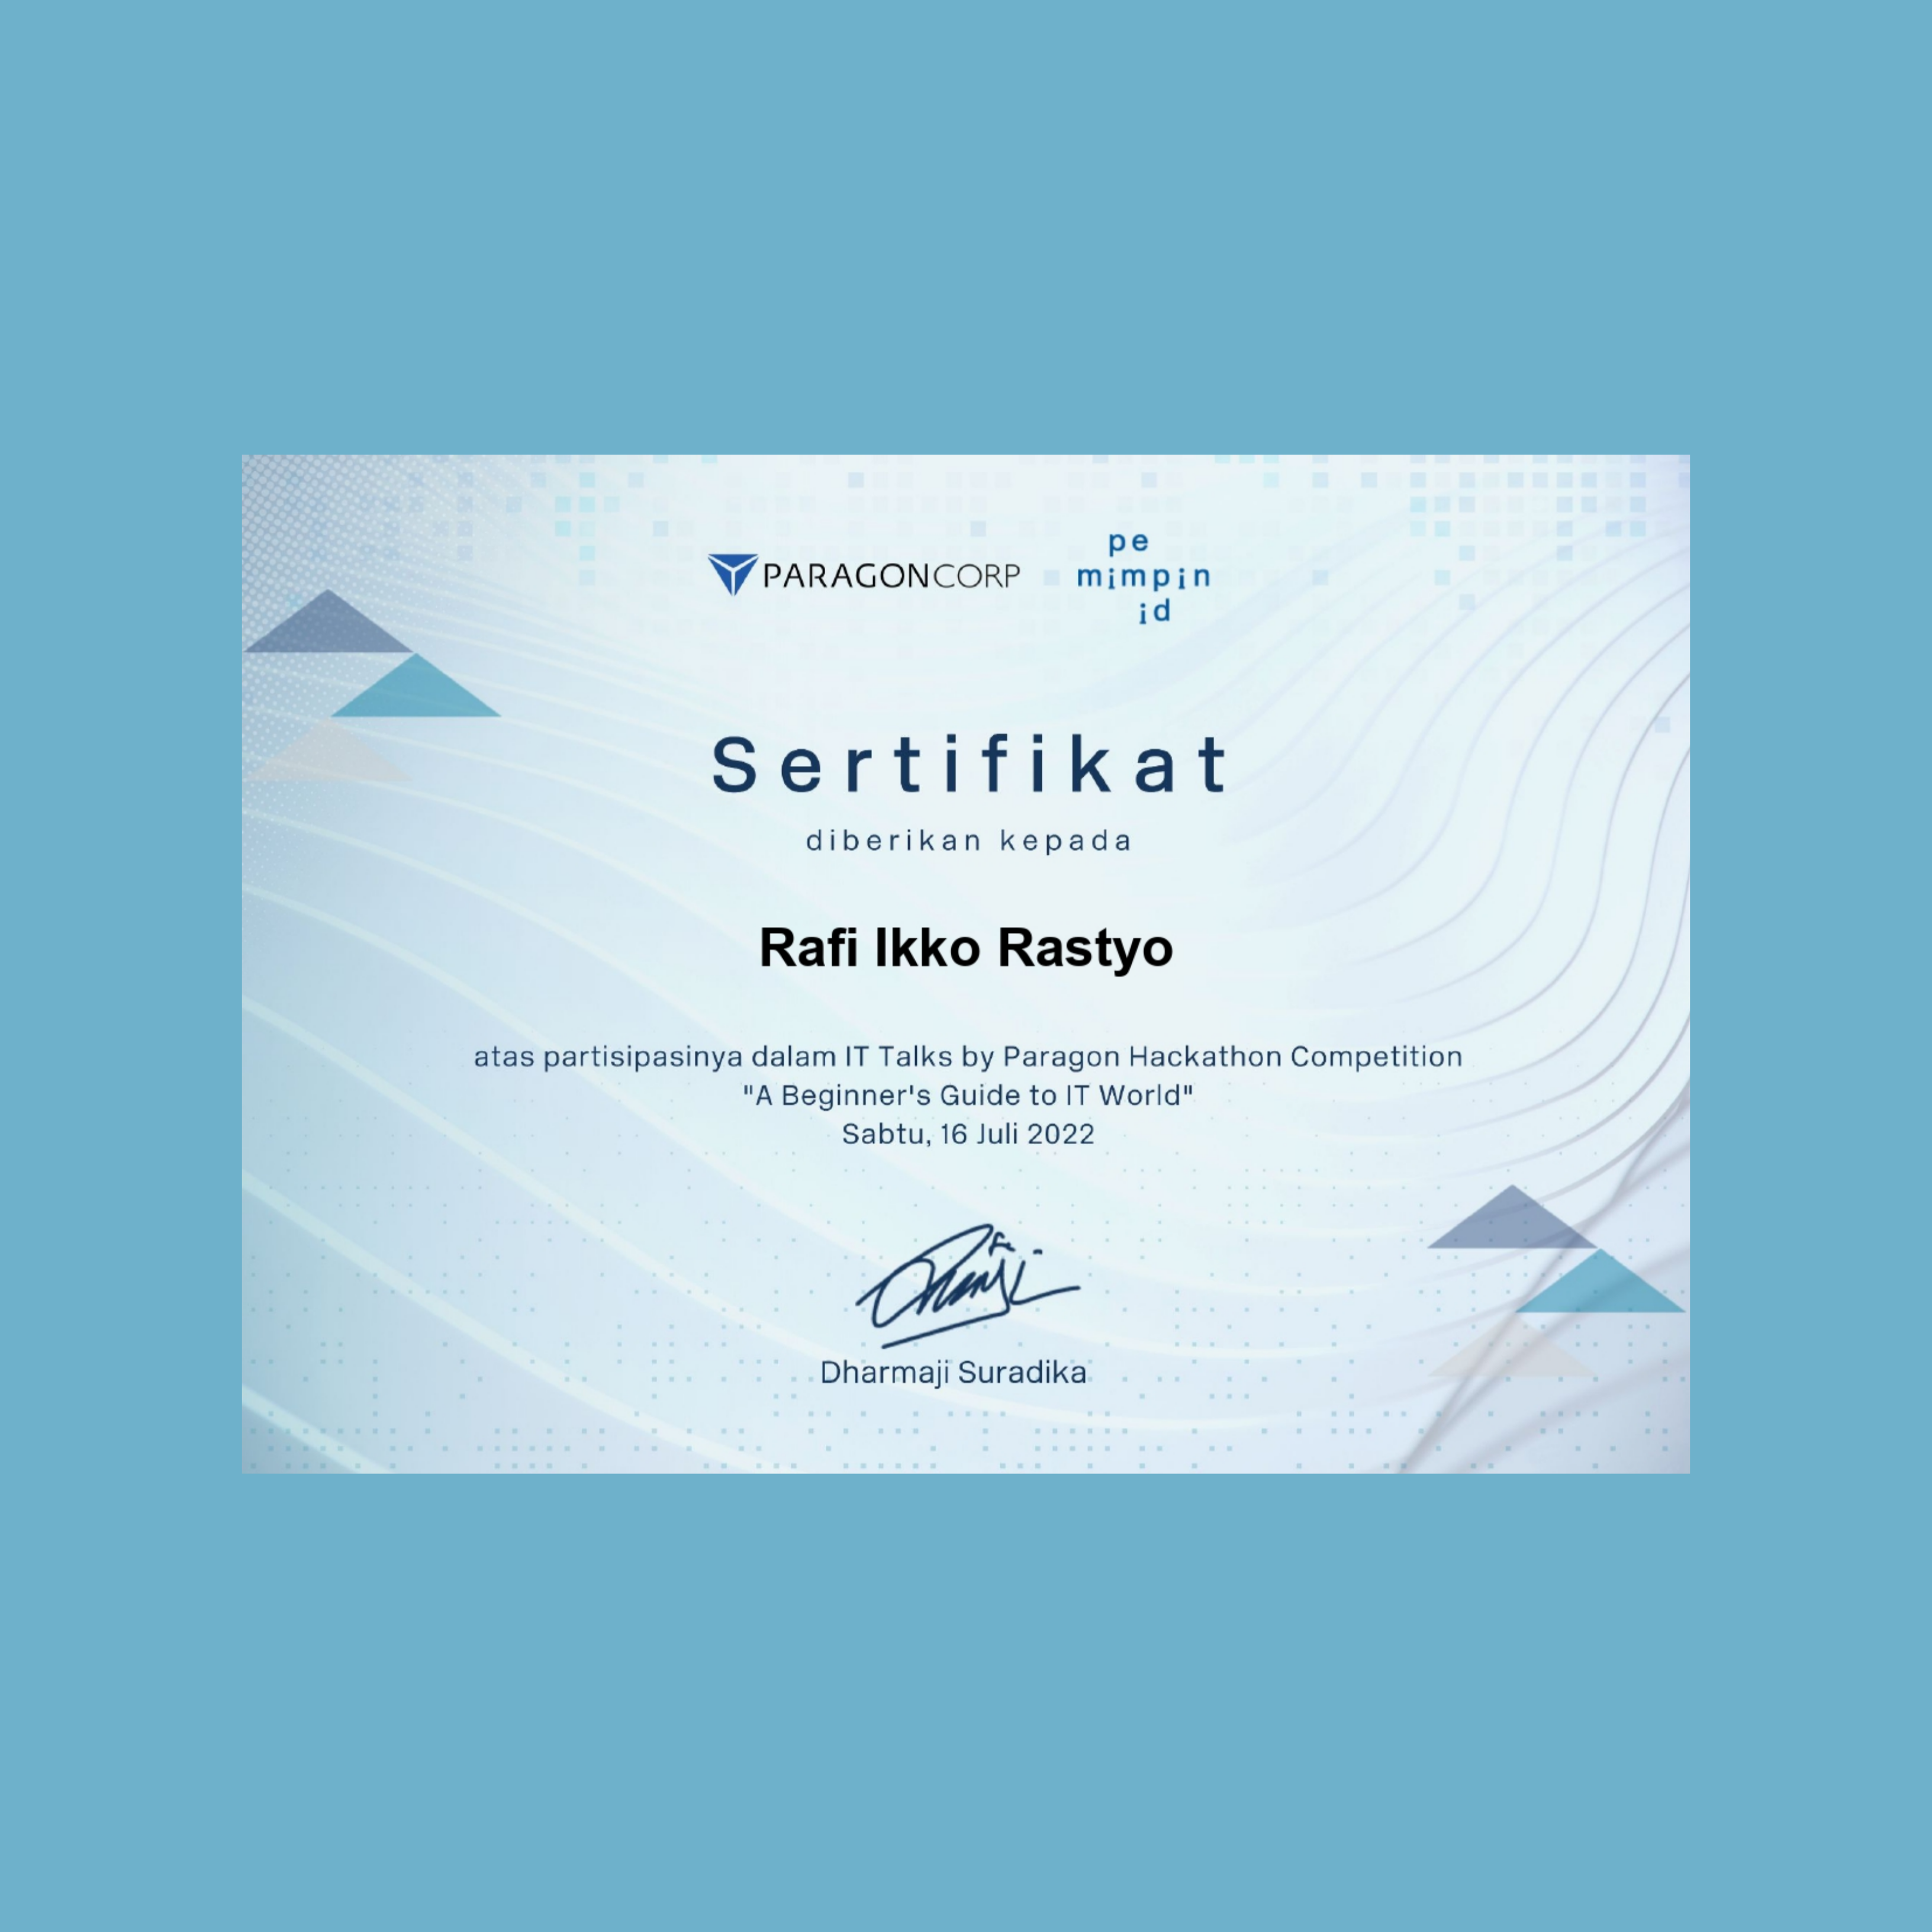 PARAGONCORP
pe
mimpin
id
Sertifikat
diberikan kepada
Rafi Ikko Rastyo
atas partisipasinya dalam IT Talks by Paragon Hackathon Competition
"A Beginner's Guide to IT World"
Sabtu, 16 Juli 2022
Dharmaji Suradika